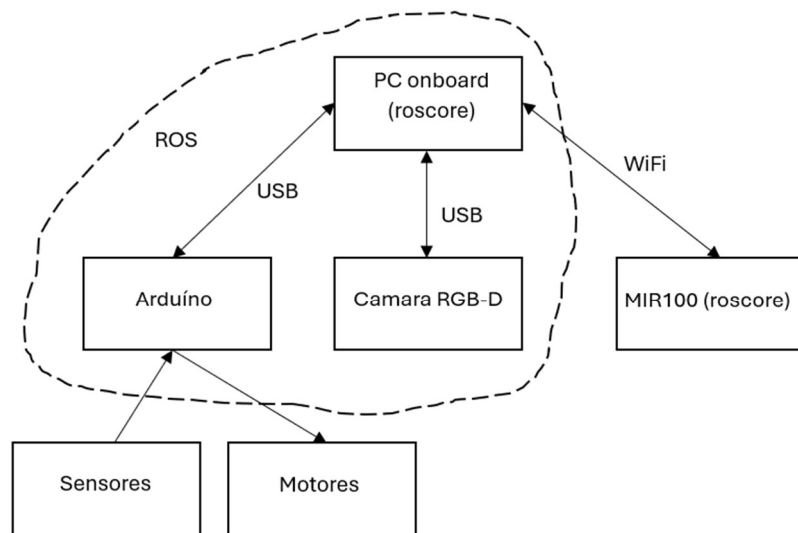 PC onboard
(roscore)
ROS
WiFi
USB
USB
Arduíno
Camara RGB-D
MIR100 (roscore)
Sensores
Motores